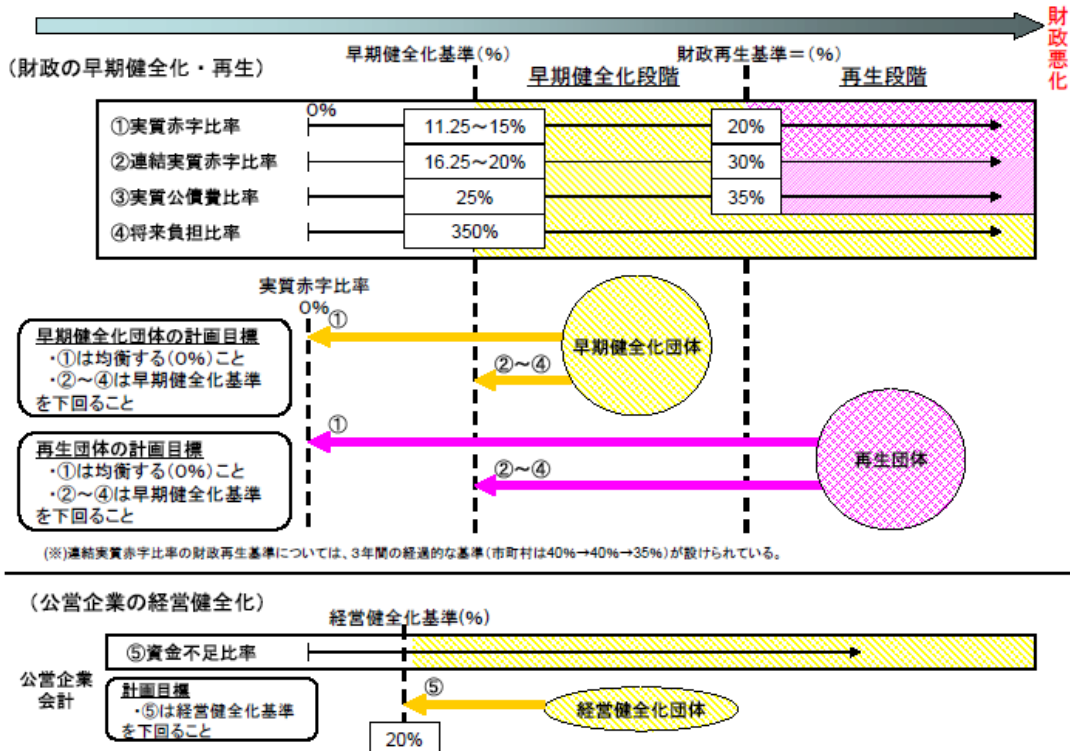 財政悪化
(財政の早期健全化・再生)
早期健全化基準(%)
財政再生基準=(%)
早期健全化段階
再生段階
0%
①実質赤字比率
11.25~15%
20%
②連結実質赤字比率
16.25~20%
30%
③実質公債費比率
25%
35%
④将来負担比率
350%
実質赤字比率
0%
早期健全化団体の計画目標
・①は均衡する(0%)こと
・②~④は早期健全化基準
を下回ること
①
②~④
早期健全化団体
再生団体の計画目標
・①は均衡する(0%)こと
・②~④は早期健全化基準
を下回ること
①
②~④
再生団体
(※)連結実質赤字比率の財政再生基準については、3年間の経過的な基準(市町村は40%→40%→35%)が設けられている。
(公営企業の経営健全化)
経営健全化基準(%)
⑤資金不足比率
公営企業
会計
計画目標
・⑤は経営健全化基準
を下回ること
⑤
経営健全化団体
20%